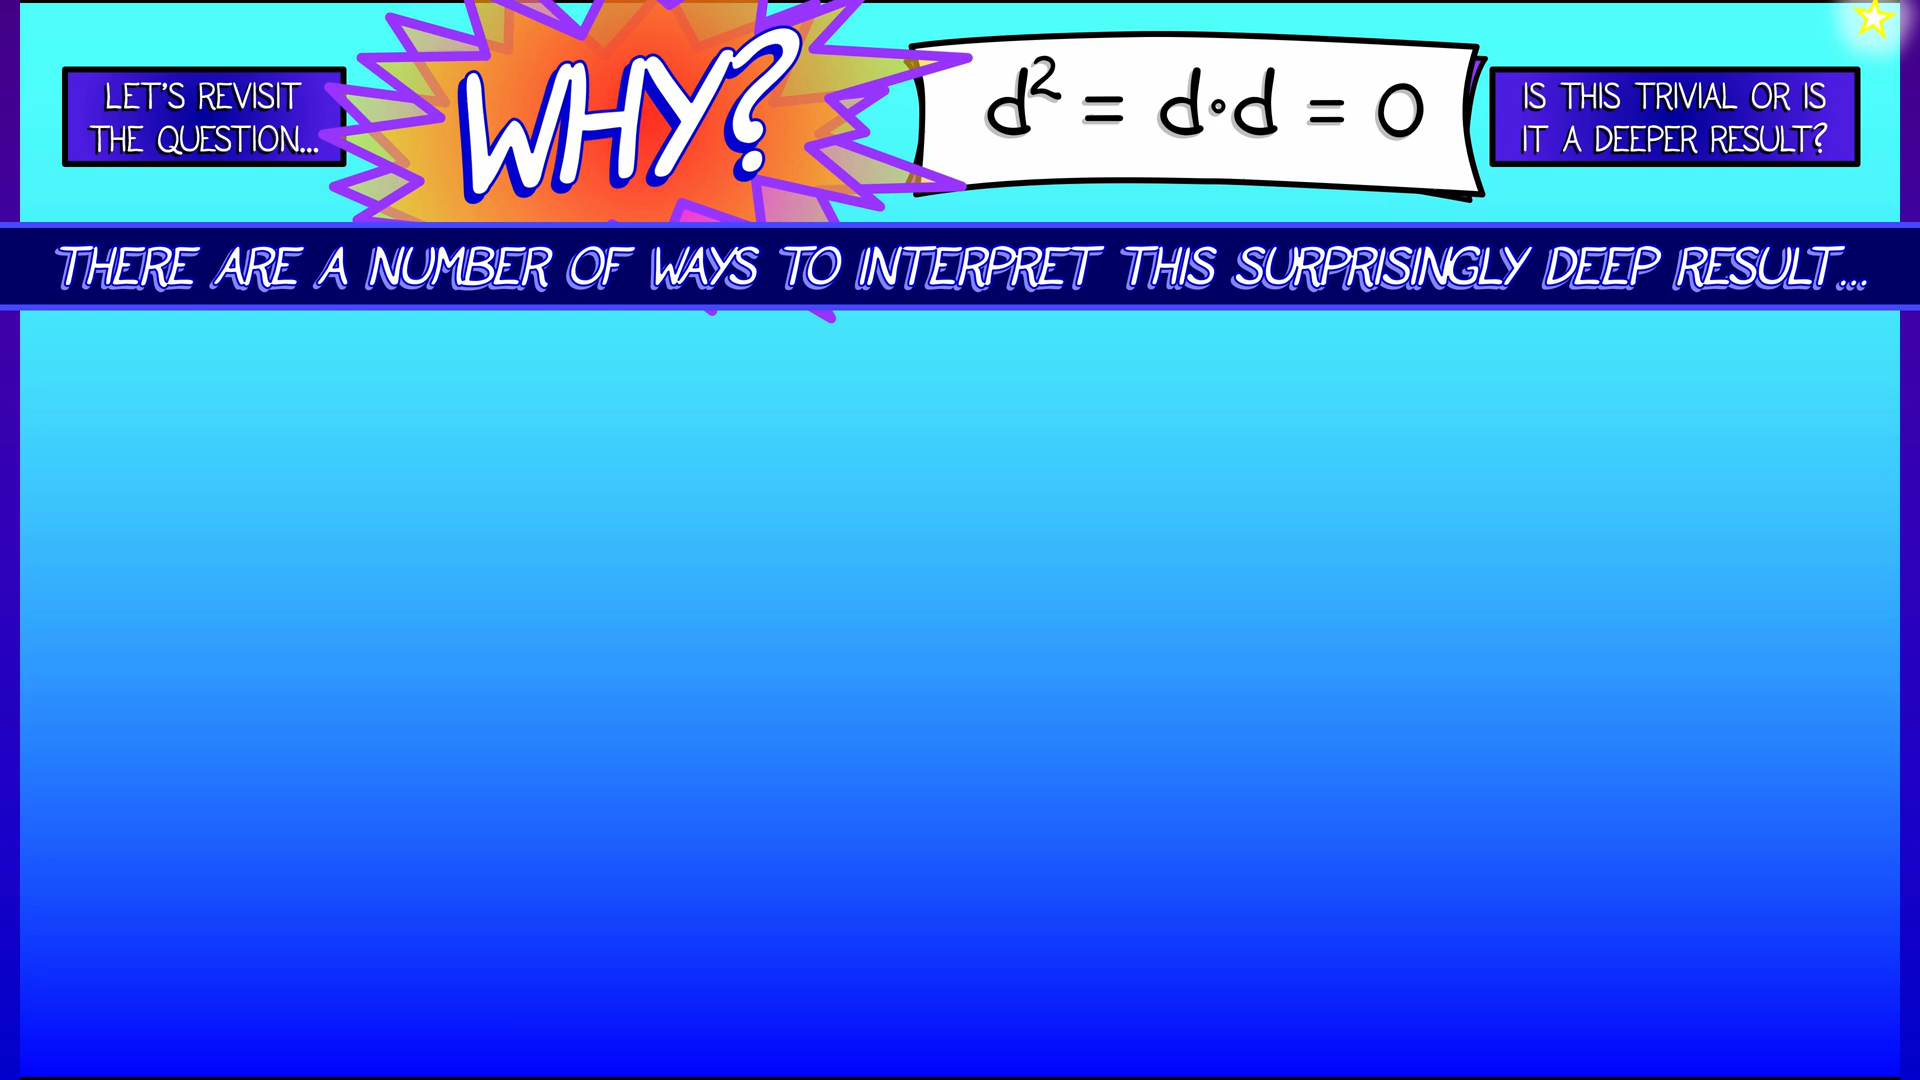 LET'S REVISIT
THE QUESTION...
WHY?
d² = d∘d = 0
IS THIS TRIVIAL OR IS
IT A DEEPER RESULT?
THERE ARE A NUMBER OF WAYS TO INTERPRET THIS SURPRISINGLY DEEP RESULT...